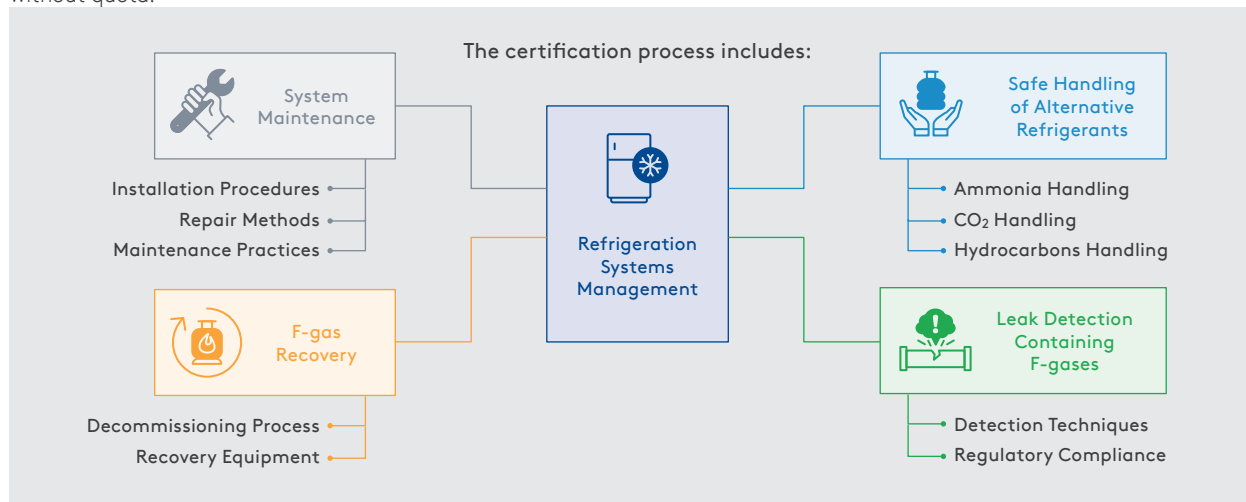 without quota.
The certification process includes:
System
Maintenance
Installation Procedures
Repair Methods
Maintenance Practices
F-gas
Recovery
Decommissioning Process
Recovery Equipment
Refrigeration
Systems
Management
Safe Handling
of Alternative
Refrigerants
Ammonia Handling
CO₂ Handling
Hydrocarbons Handling
Leak Detection
Containing
F-gases
Detection Techniques
Regulatory Compliance